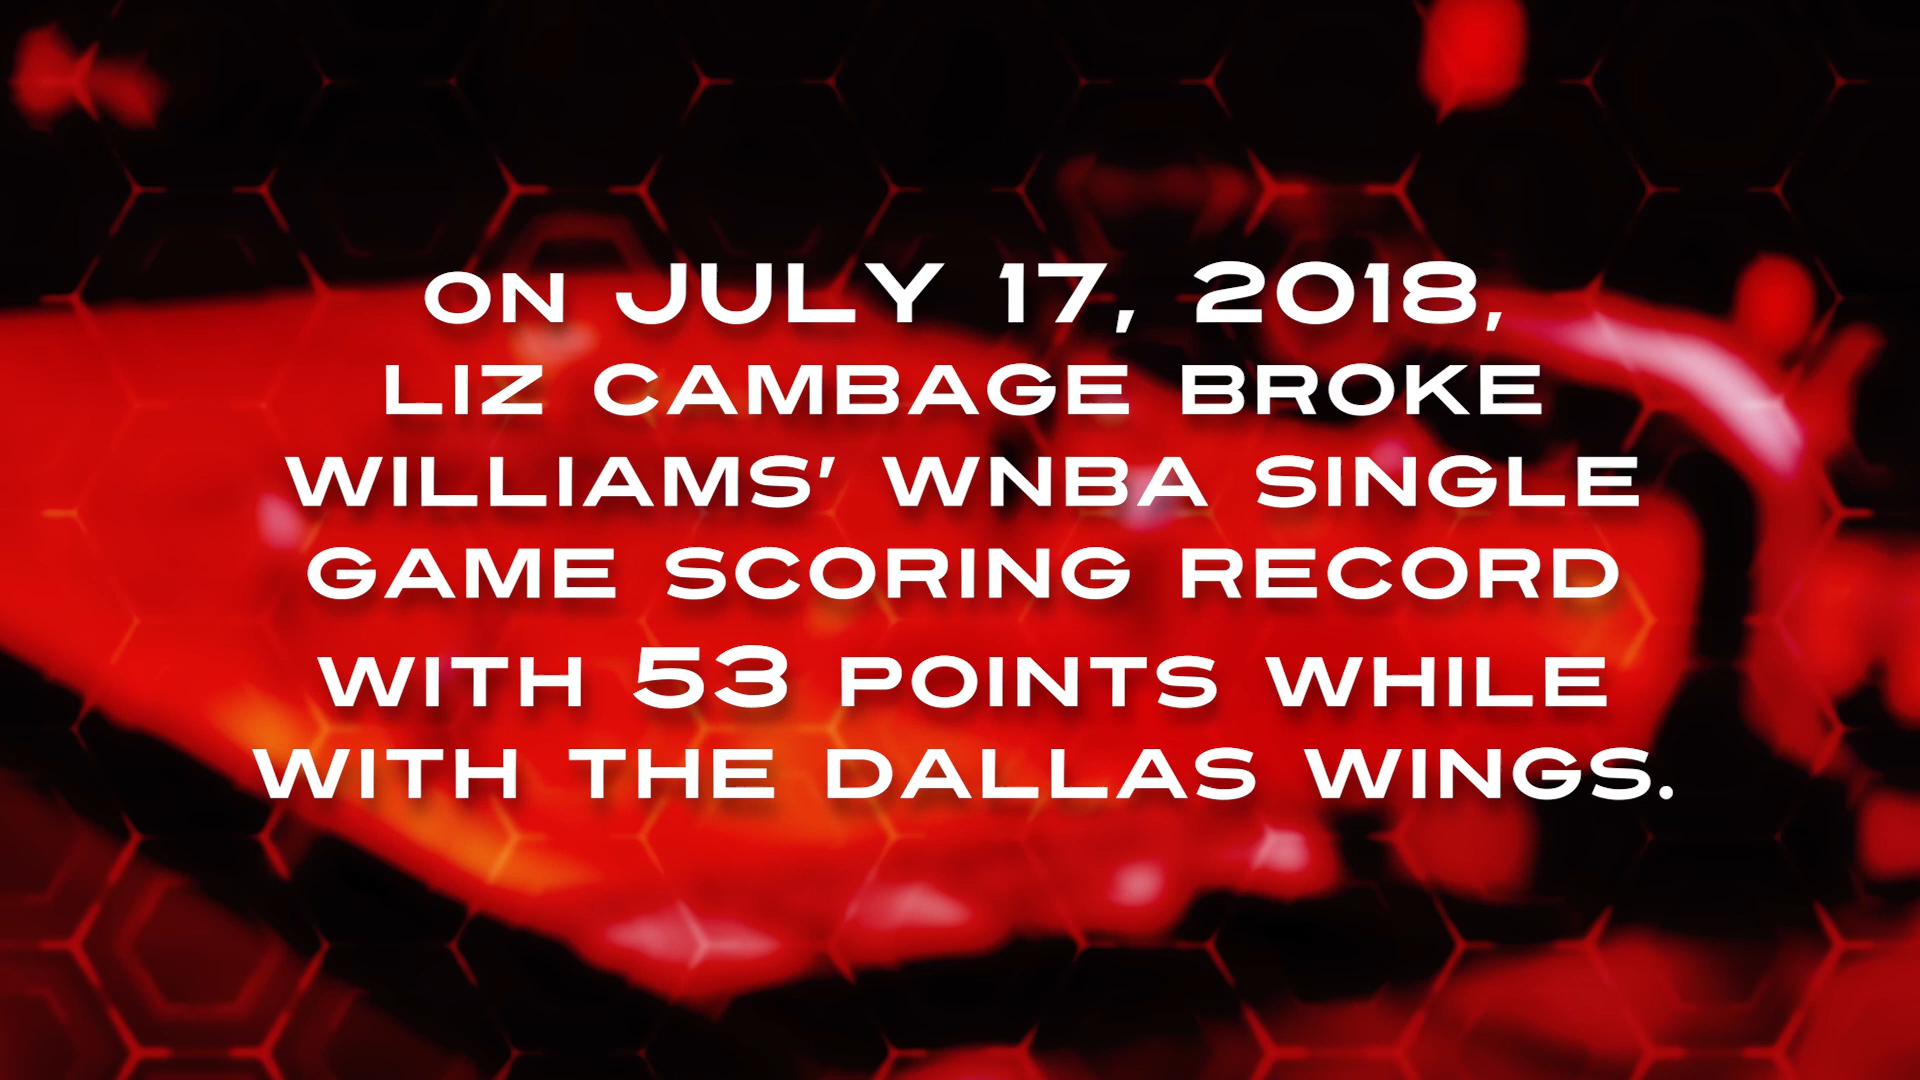 ON JULY 17, 2018,
LIZ CAMBAGE BROKE
WILLIAMS' WNBA SINGLE
GAME SCORING RECORD
WITH 53 POINTS WHILE
WITH THE DALLAS WINGS.